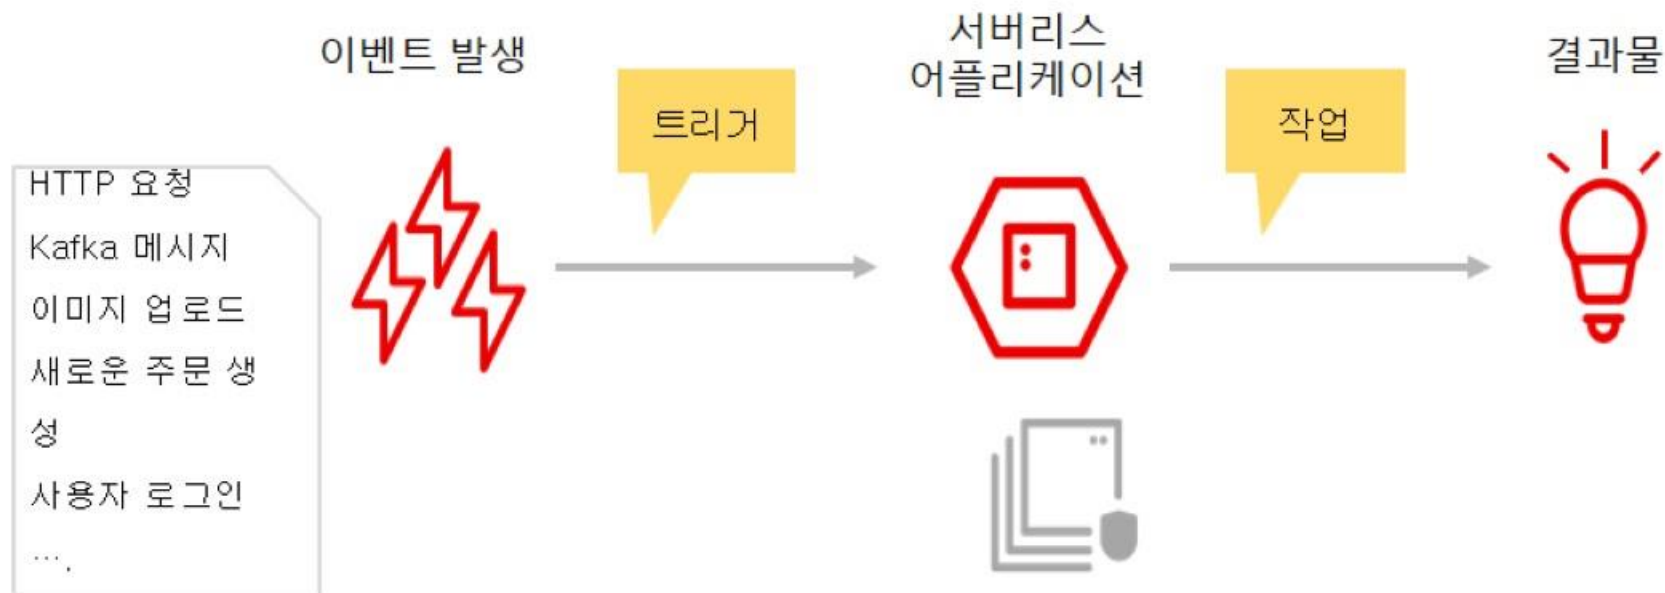 이벤트 발생
서버리스
어플리케이션
결과물
트리거
작업
HTTP 요청
Kafka 메시지
이미지 업로드
새로운 주문 생
성
사용자 로그인
….